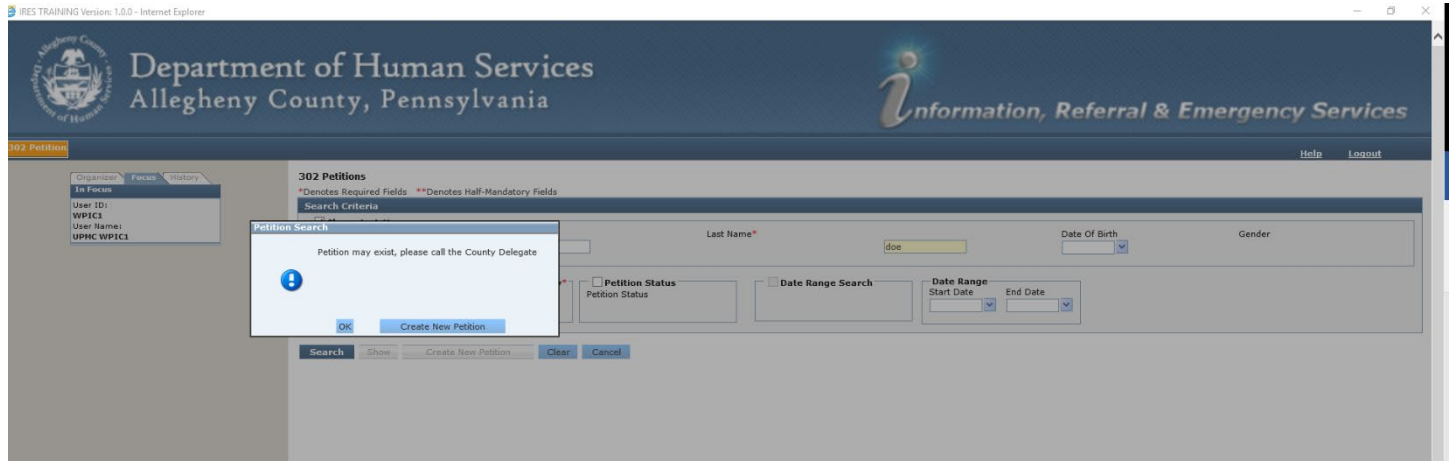 IRES TRAINING Version: 1.0.0 - Internet Explorer
Department of Human Services
Allegheny County, Pennsylvania
Information, Referral & Emergency Services
302 Petition
Help Logout
Organizer Focus History
In Focus
User ID:
WPIC1
User Name:
UPMC WPIC1
302 Petitions
*Denotes Required Fields **Denotes Half-Mandatory Fields
Search Criteria
Petition Search
Petition may exist, please call the County Delegate
OK Create New Petition
Last Name* doe Date Of Birth Gender
Petition Status
Petition Status
Date Range Search
Date Range
Start Date End Date
Search Show Create New Petition Clear Cancel